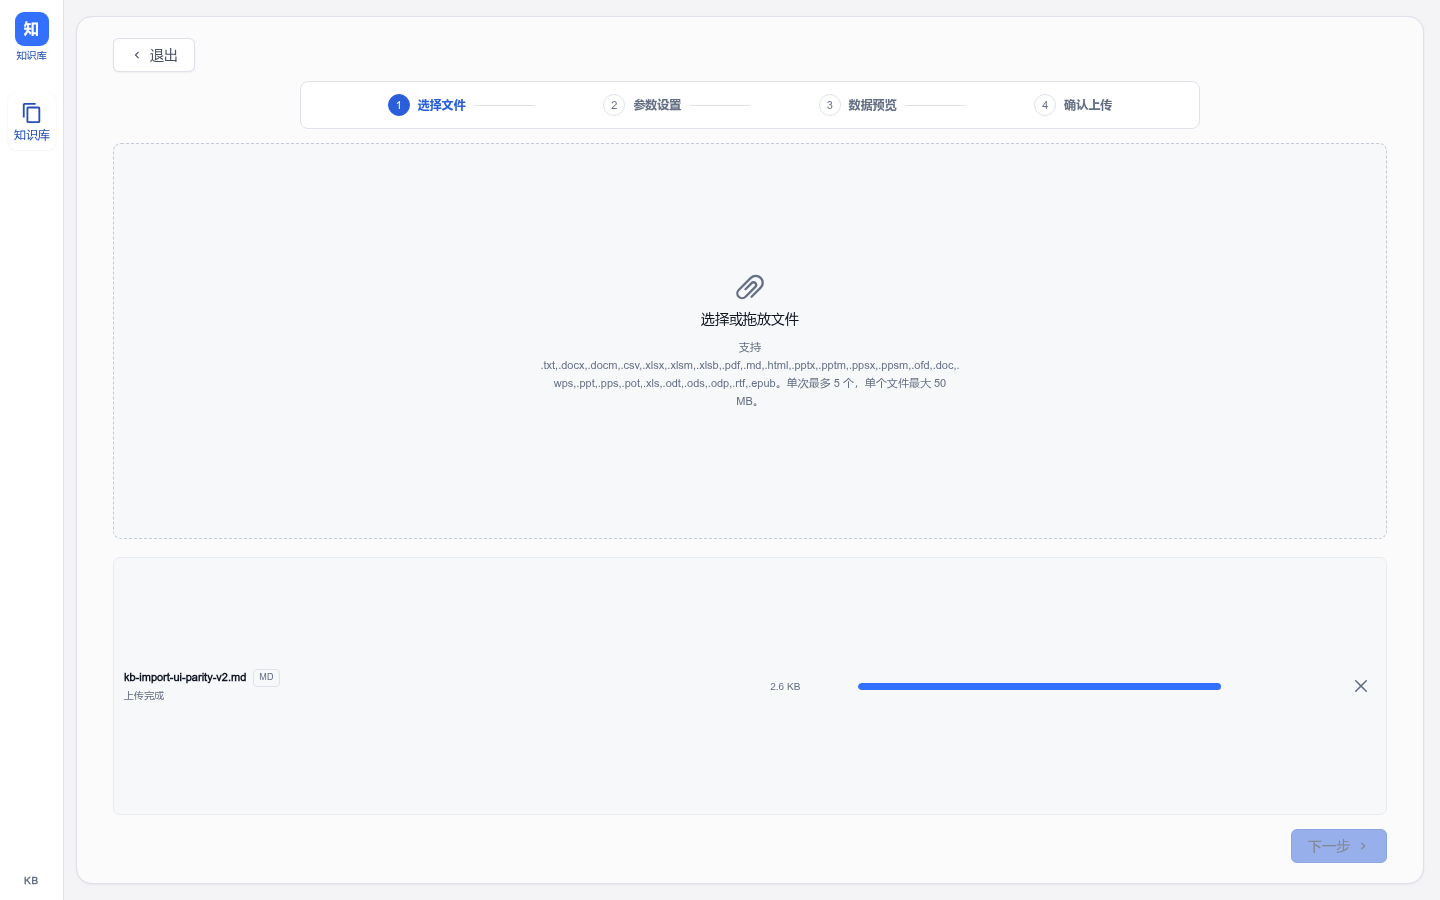 知
知识库
知识库
KB
退出
1 选择文件
2 参数设置
3 数据预览
4 确认上传
选择或拖放文件
支持
.txt,.docx,.docm,.csv,.xlsx,.xlsm,.xlsb,.pdf,.md,.html,.pptx,.pptm,.ppsx,.ppsm,.ofd,.doc,.
wps,.ppt,.pps,.pot,.xls,.odt,.ods,.odp,.rtf,.epub。单次最多 5 个，单个文件最大 50
MB。
kb-import-ui-parity-v2.md MD
上传完成
2.6 KB
下一步